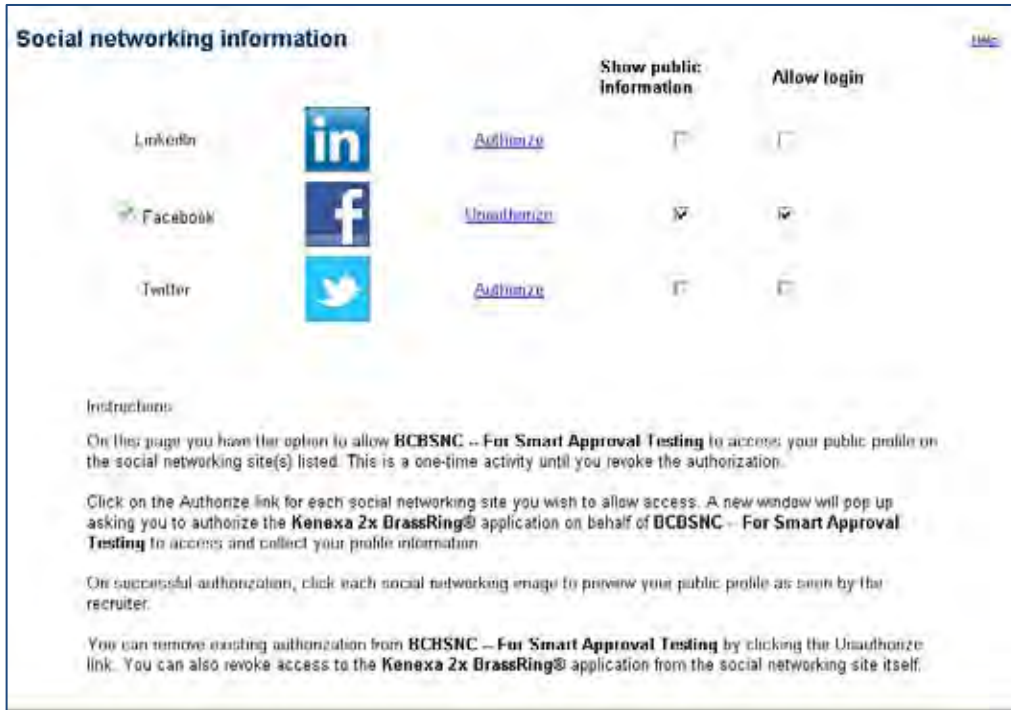 Social networking information
Help
Show public information
Allow login
LinkedIn
in
Authorize
Facebook
f
Unauthorize
Twitter
Authorize
Instructions
On this page you have the option to allow BCBSNC -- For Smart Approval Testing to access your public profile on
the social networking site(s) listed. This is a one-time activity until you revoke the authorization.
Click on the Authorize link for each social networking site you wish to allow access. A new window will pop up
asking you to authorize the Kenexa 2x BrassRing® application on behalf of BCBSNC -- For Smart Approval
Testing to access and collect your profile information
On successful authorization, click each social networking image to preview your public profile as seen by the
recruiter.
You can remove existing authorization from BCBSNC -- For Smart Approval Testing by clicking the Unauthorize
link. You can also revoke access to the Kenexa 2x BrassRing® application from the social networking site itself.